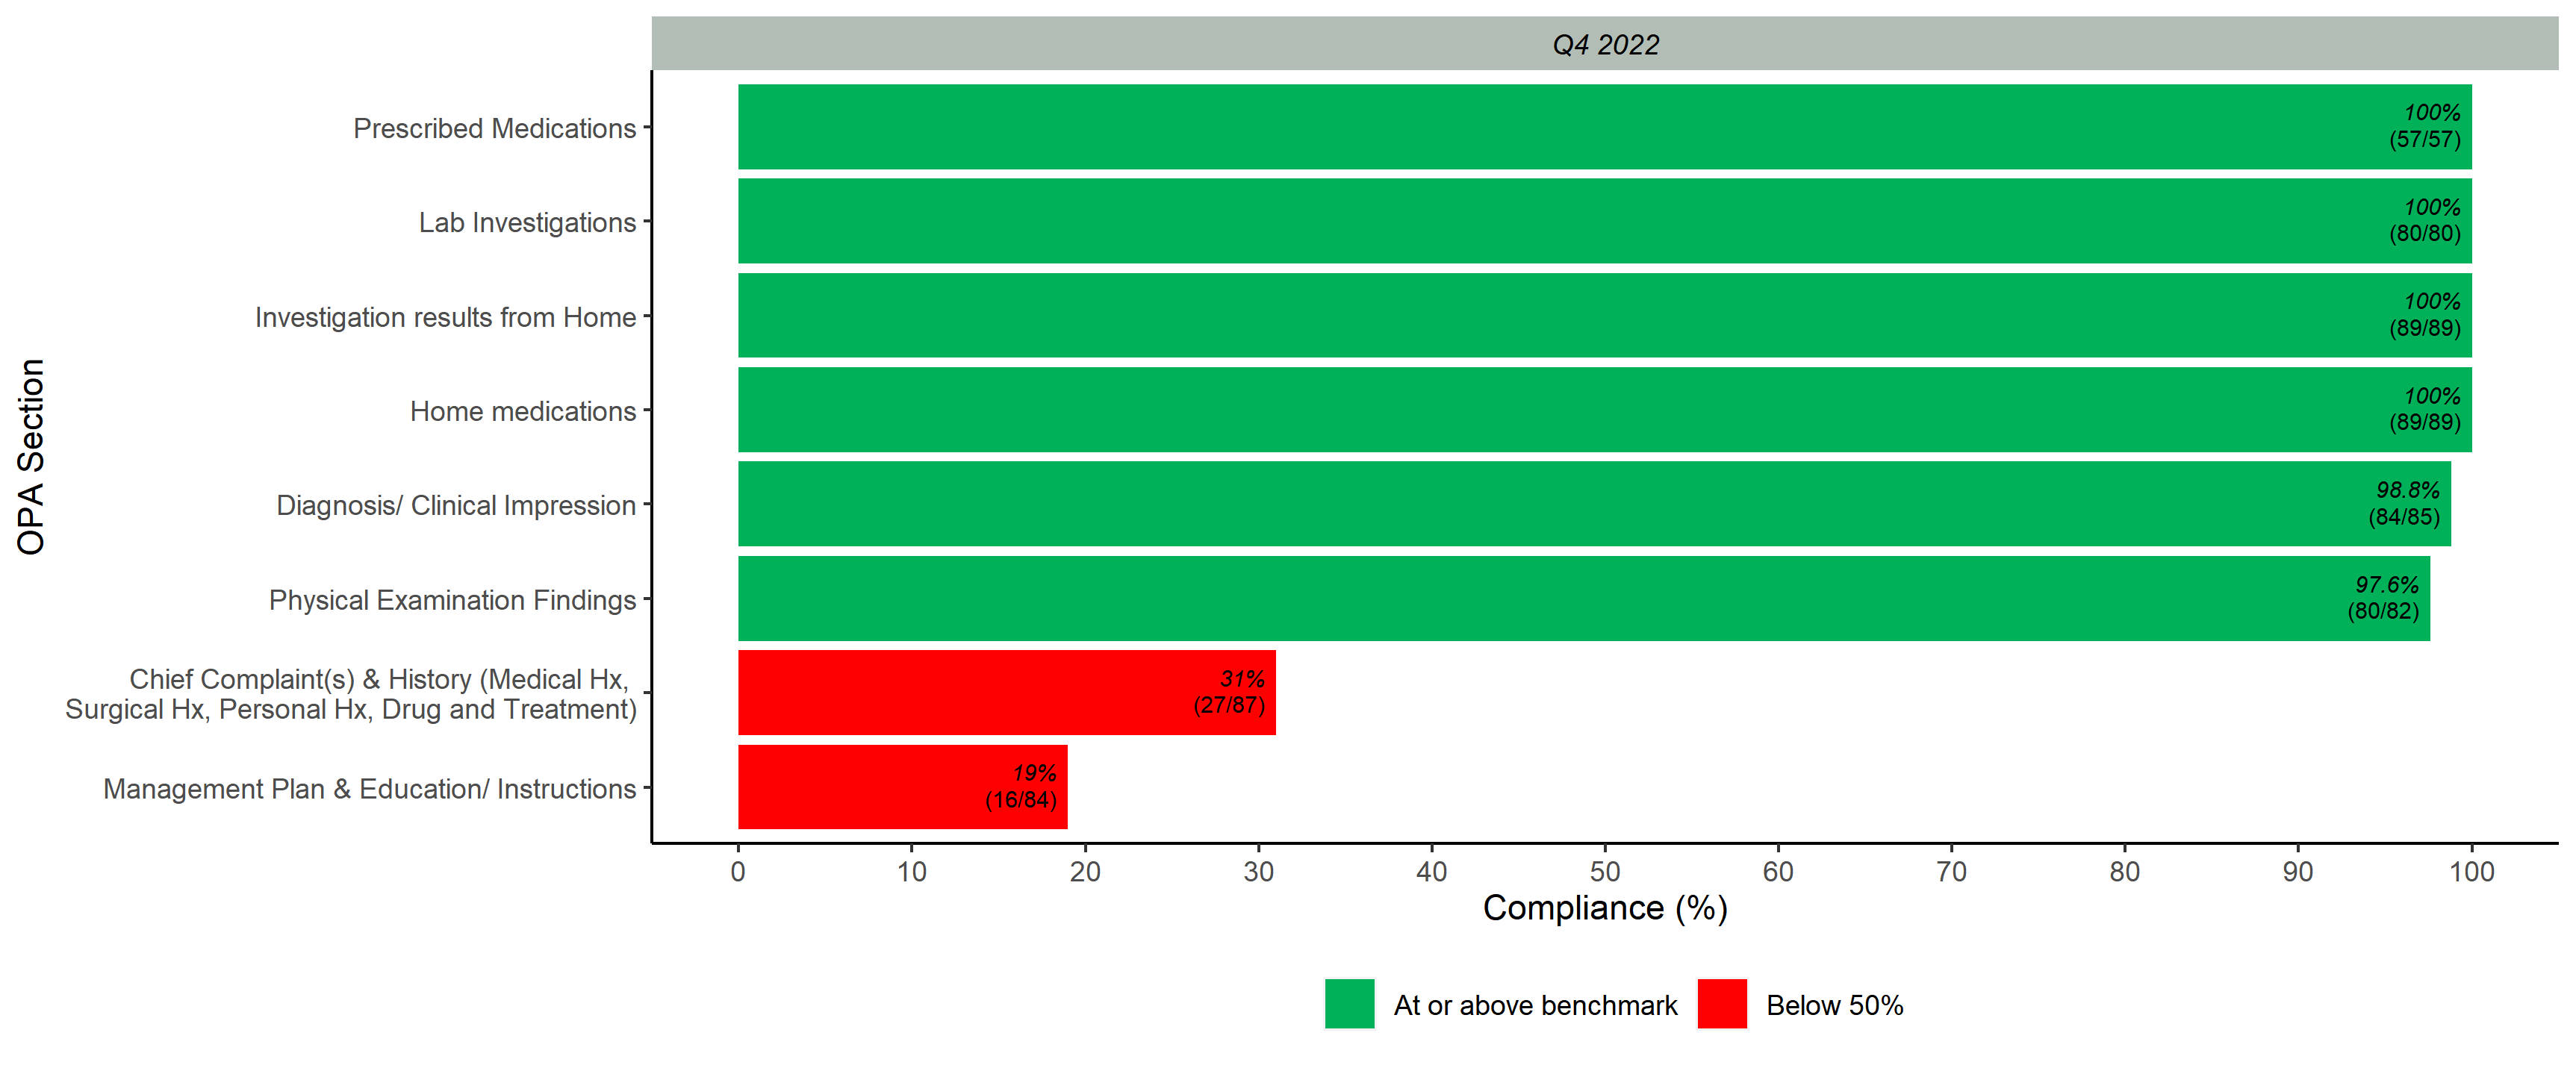 Q4 2022
OPA Section
Prescribed Medications
100%
(57/57)
Lab Investigations
100%
(80/80)
Investigation results from Home
100%
(89/89)
Home medications
100%
(89/89)
Diagnosis/ Clinical Impression
98.8%
(84/85)
Physical Examination Findings
97.6%
(80/82)
Chief Complaint(s) & History (Medical Hx,
Surgical Hx, Personal Hx, Drug and Treatment)
31%
(27/87)
Management Plan & Education/ Instructions
19%
(16/84)
0 10 20 30 40 50 60 70 80 90 100
Compliance (%)
At or above benchmark Below 50%